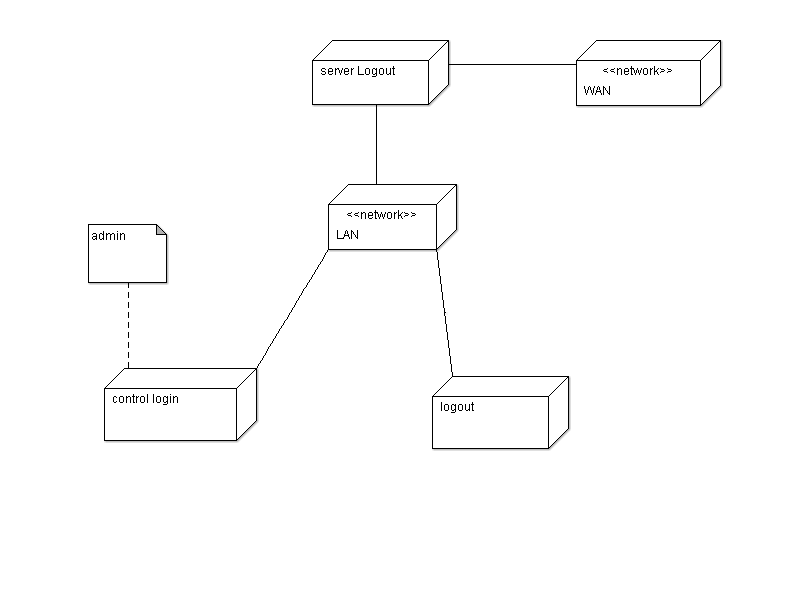 server Logout
<<network>>
WAN
<<network>>
LAN
admin
control login
logout